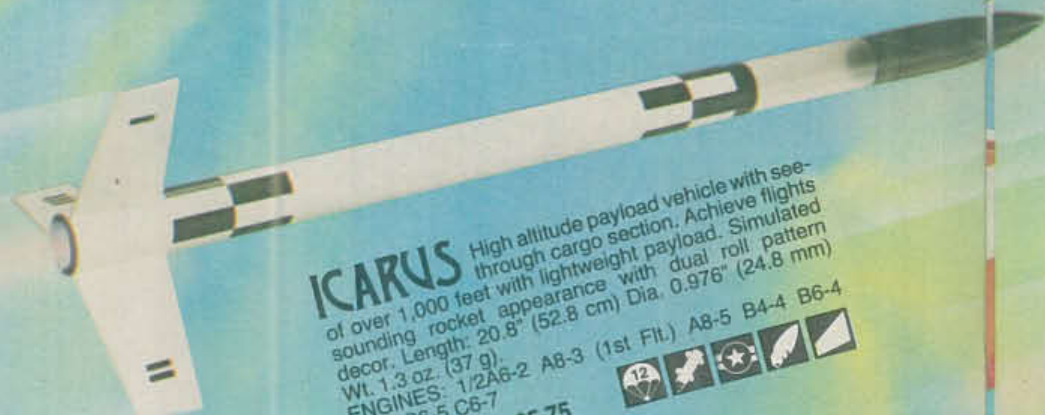 ICARUS High altitude payload vehicle with see-
through cargo section. Achieve flights
of over 1,000 feet with lightweight payload. Simulated
sounding rocket appearance with dual roll pattern
decor. Length: 20.8" (52.8 cm) Dia. 0.976" (24.8 mm)
Wt. 1.3 oz. (37 g).
ENGINES: 1/2A6-2 A8-3 (1st Flt.) A8-5 B4-4 B6-4
C6-7
12